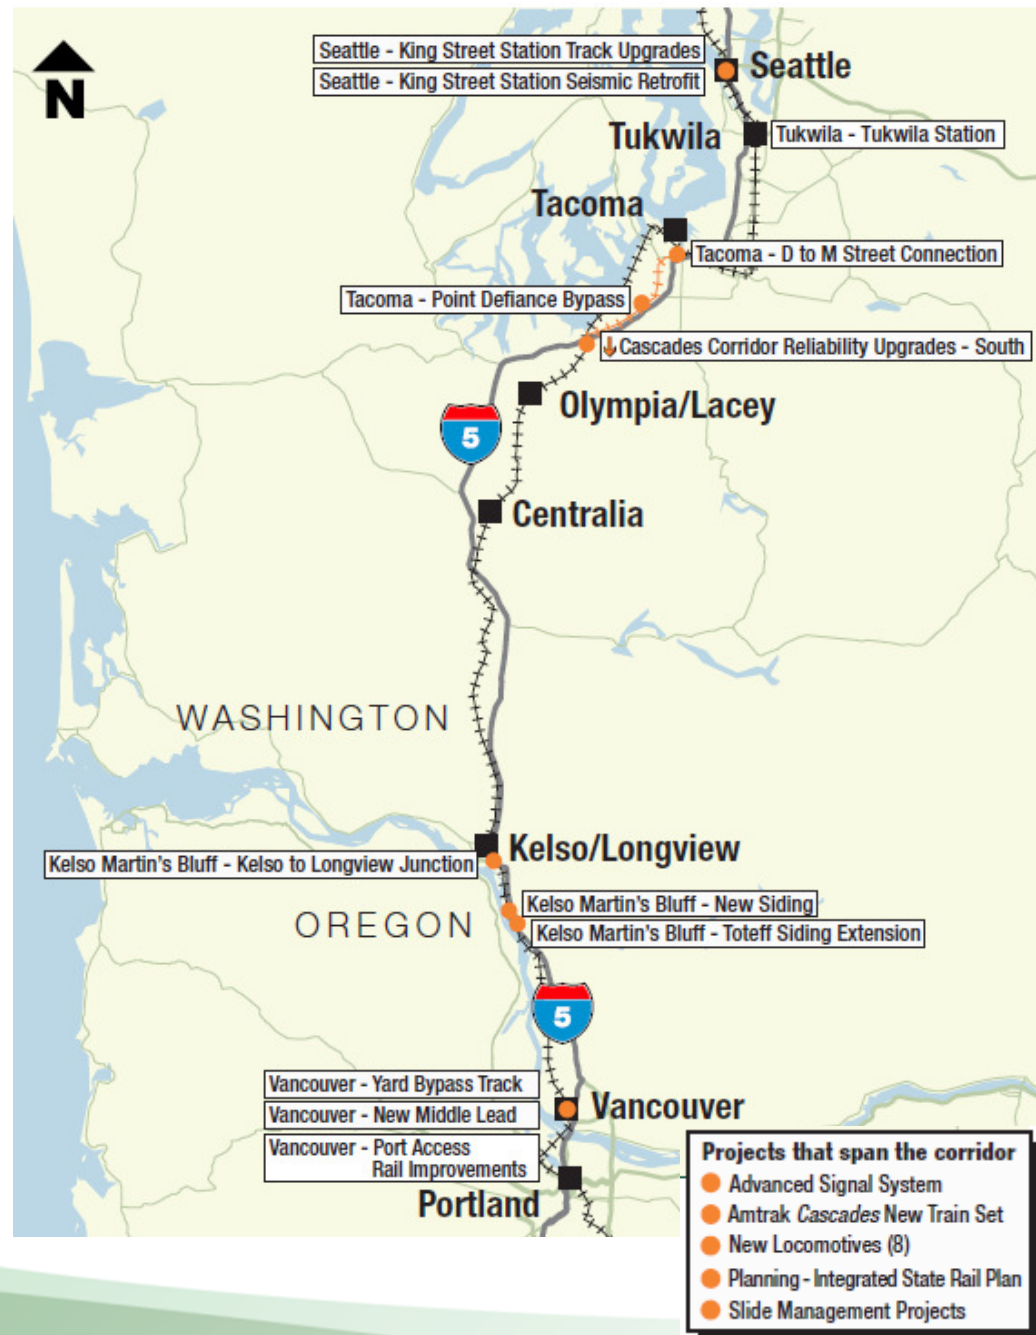 N
Seattle - King Street Station Track Upgrades
Seattle - King Street Station Seismic Retrofit
Seattle
Tukwila
Tukwila - Tukwila Station
Tacoma
Tacoma - D to M Street Connection
Tacoma - Point Defiance Bypass
Cascades Corridor Reliability Upgrades - South
Olympia/Lacey
5
Centralia
WASHINGTON
Kelso/Longview
Kelso Martin's Bluff - Kelso to Longview Junction
OREGON
Kelso Martin's Bluff - New Siding
Kelso Martin's Bluff - Toteff Siding Extension
5
Vancouver - Yard Bypass Track
Vancouver - New Middle Lead
Vancouver
Vancouver - Port Access
Rail Improvements
Portland
Projects that span the corridor
Advanced Signal System
Amtrak Cascades New Train Set
New Locomotives (8)
Planning - Integrated State Rail Plan
Slide Management Projects